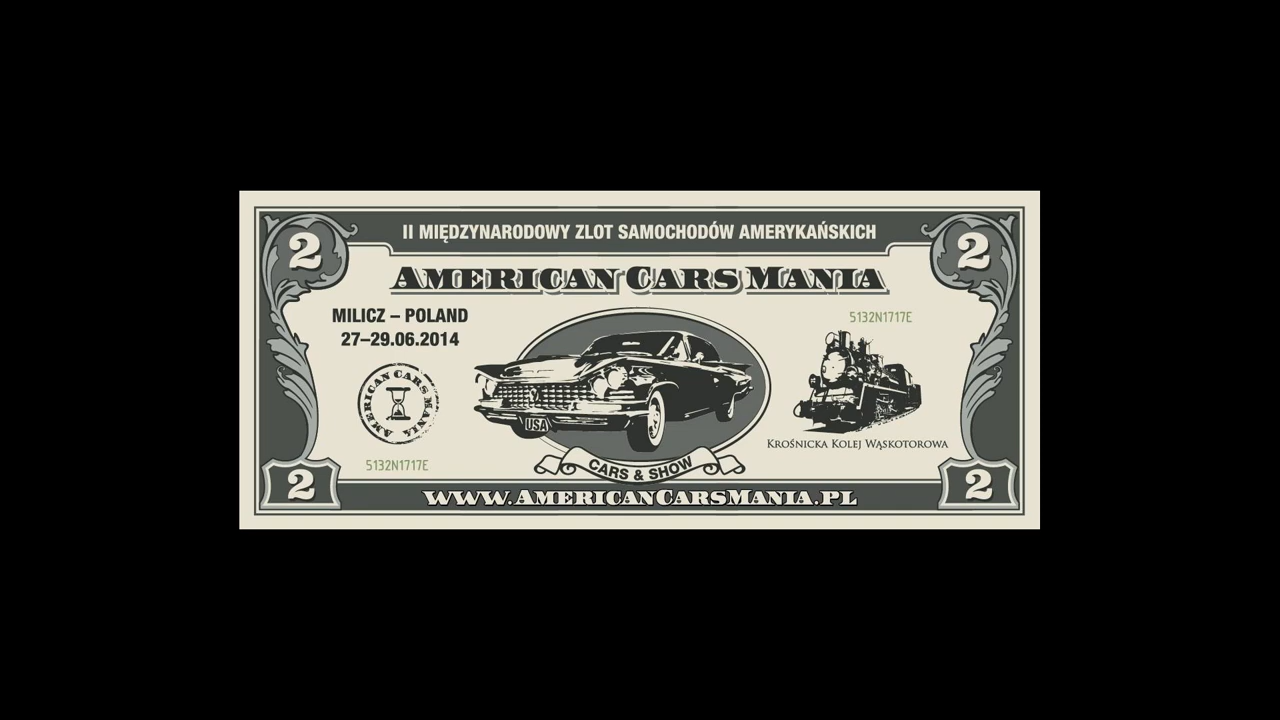 II MIĘDZYNARODOWY ZLOT SAMOCHODÓW AMERYKAŃSKICH
2
2
AMERICAN CARS MANIA
MILICZ – POLAND
27–29.06.2014
5132N1717E
AMERICAN CARS MANIA
USA
KROŚNICKA KOLEJ WĄSKOTOROWA
5132N1717E
CARS & SHOW
2
2
WWW.AMERICANCARSMANIA.PL